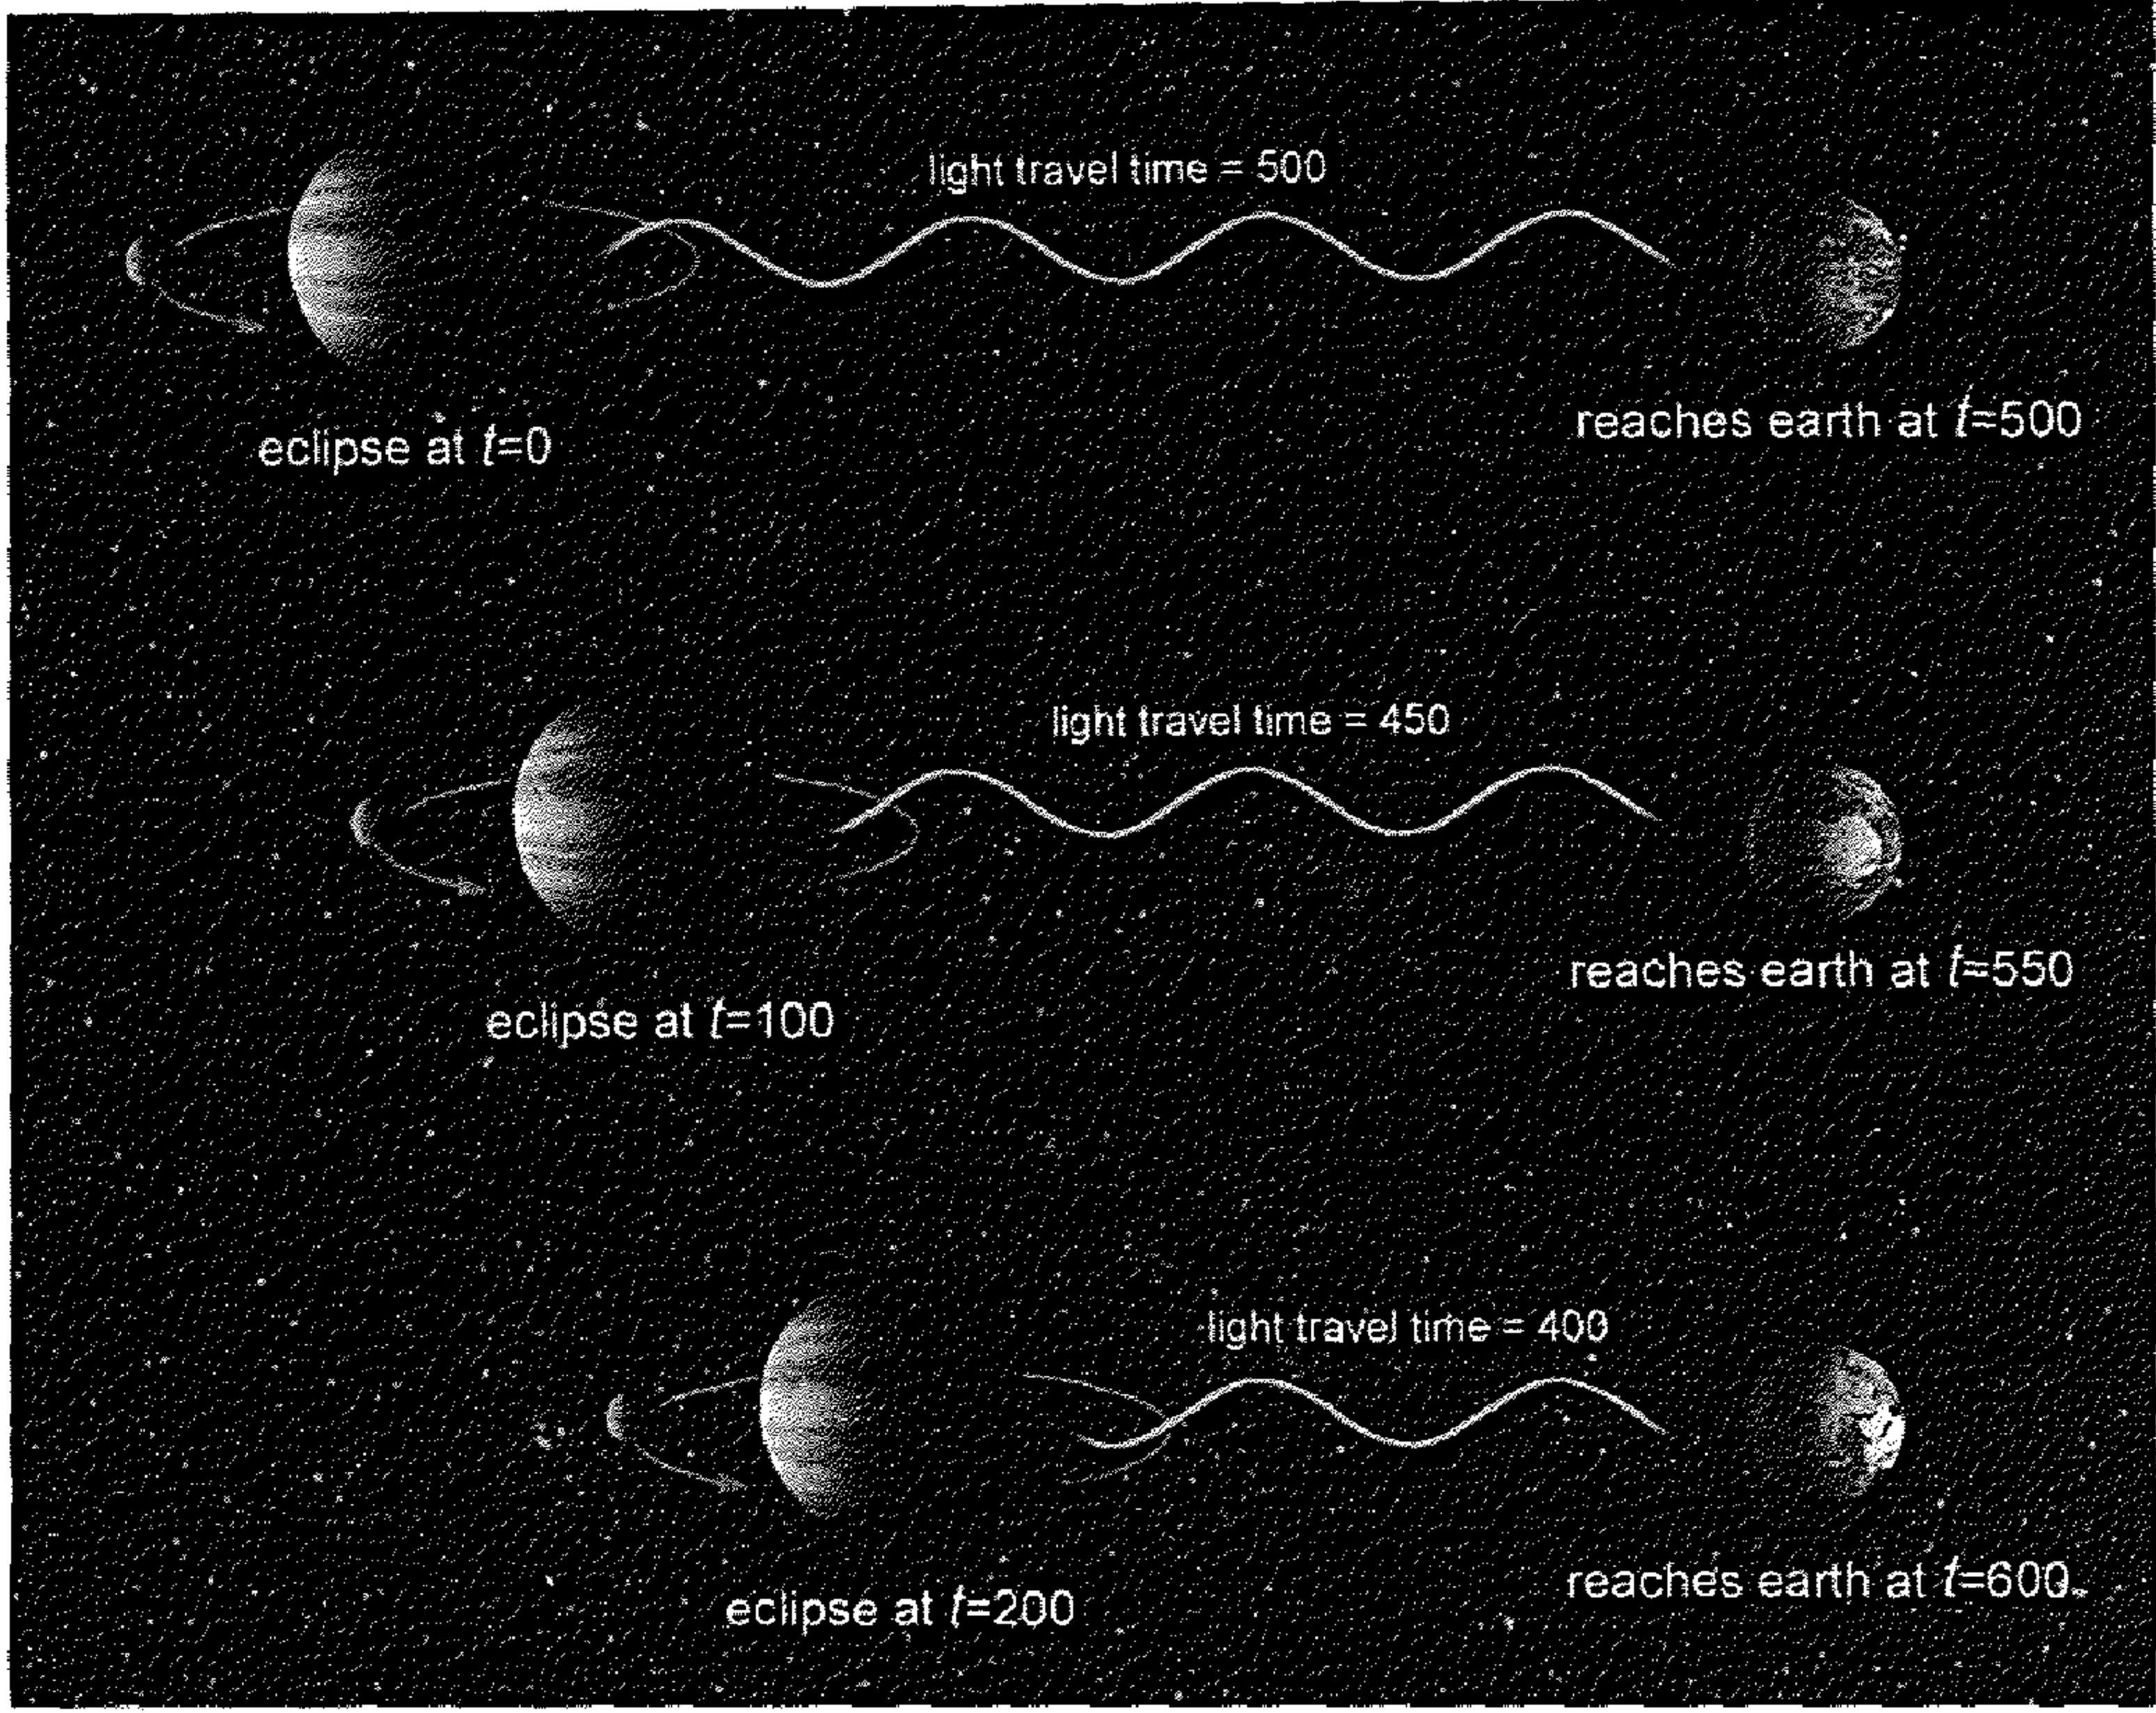 light travel time = 500
eclipse at t=0
reaches earth at t=500
light travel time = 450
reaches earth at t=550
eclipse at t=100
light travel time = 400
reaches earth at t=600
eclipse at t=200